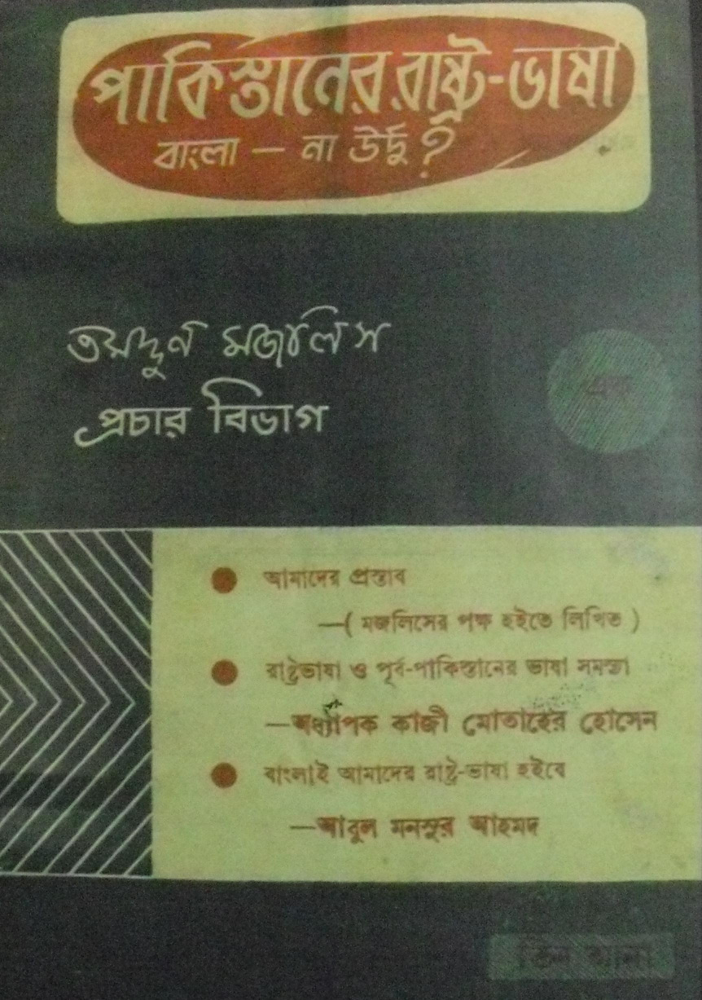 পাকিস্তানের রাষ্ট্র-ভাষা
বাংলা — না উর্দু?
তমদ্দুন মজলিস
প্রচার বিভাগ
এক
আমাদের প্রস্তাব
—( মজলিসের পক্ষ হইতে লিখিত )
রাষ্ট্রভাষা ও পূর্ব-পাকিস্তানের ভাষা সমস্যা
—অধ্যাপক কাজী মোতাহের হোসেন
বাংলাই আমাদের রাষ্ট্র-ভাষা হইবে
—আবুল মনসুর আহমদ
তিন আনা